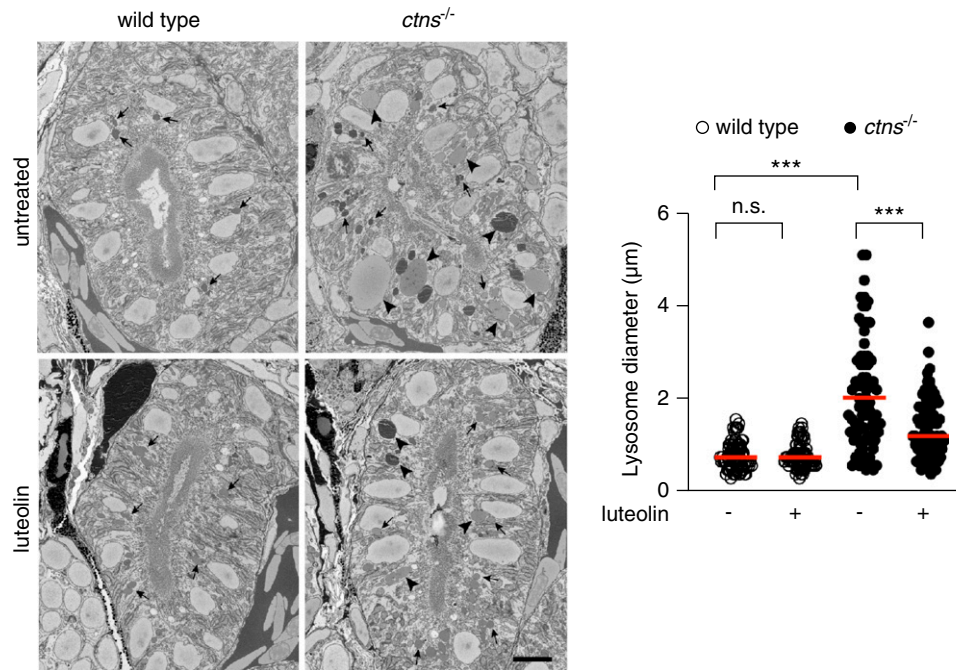 wild type
ctns-/-
untreated
luteolin
wild type
ctns-/-
***
n.s.
***
6
4
2
0
Lysosome diameter (μm)
luteolin
- + - +